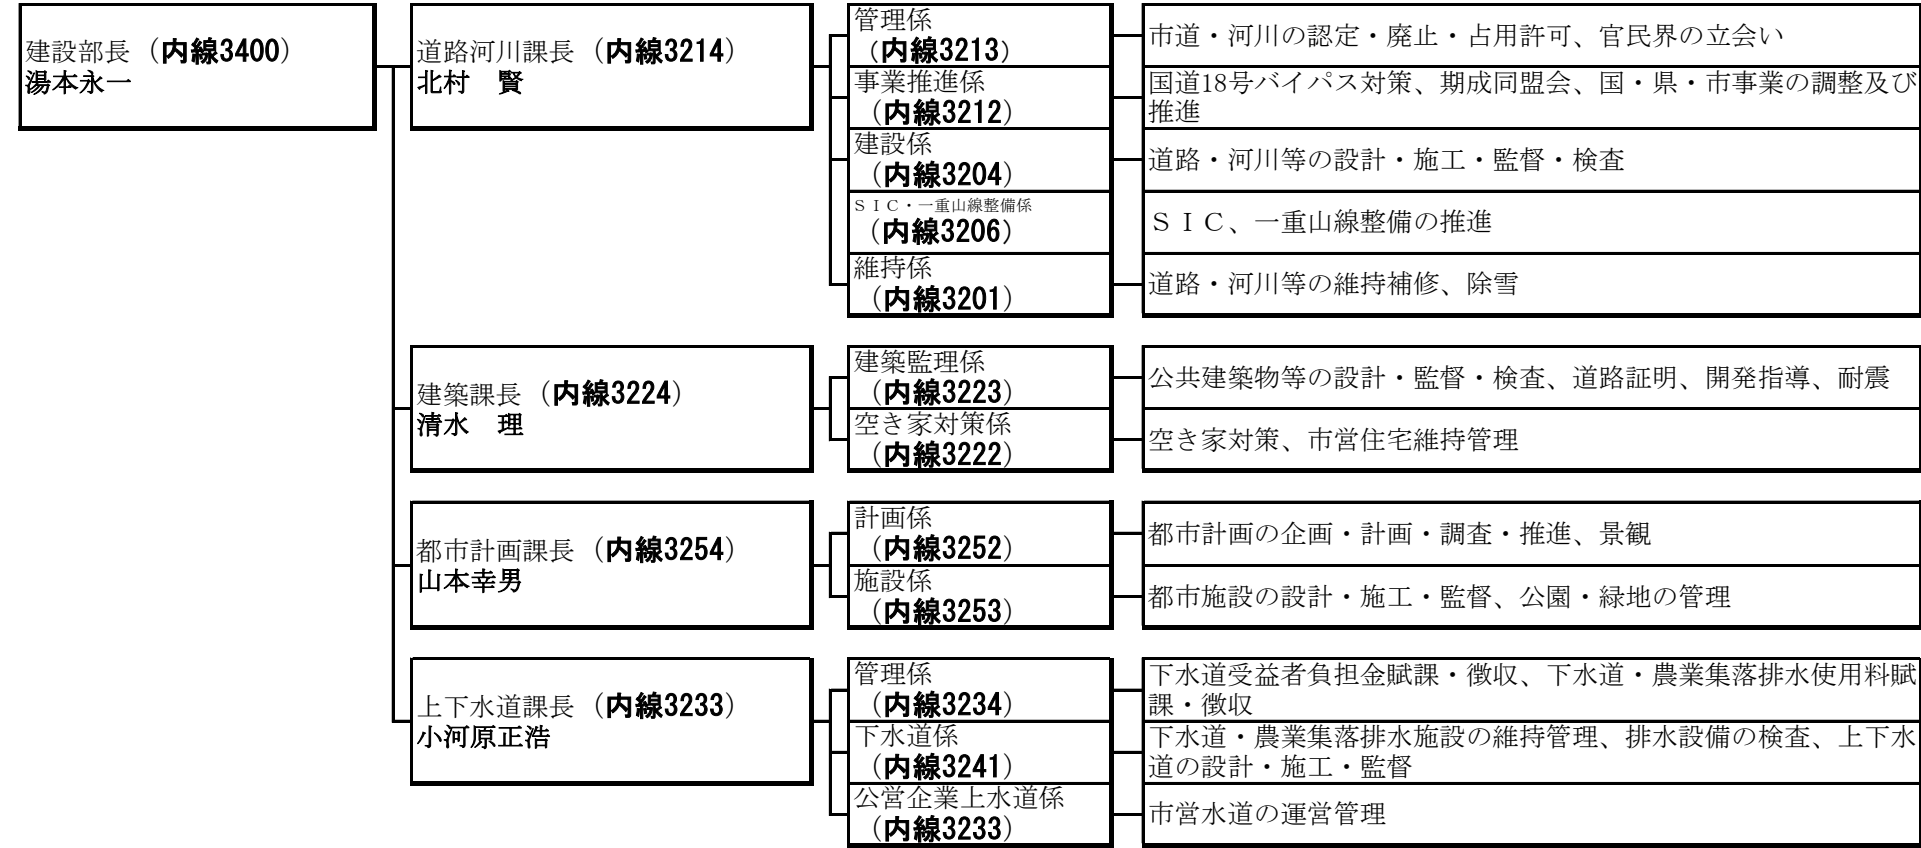 建設部長（内線3400）
湯本永一
道路河川課長（内線3214）
北村　賢
管理係
（内線3213）
市道・河川の認定・廃止・占用許可、官民界の立会い
事業推進係
（内線3212）
国道18号バイパス対策、期成同盟会、国・県・市事業の調整及び
推進
建設係
（内線3204）
道路・河川等の設計・施工・監督・検査
ＳＩＣ・一重山線整備係
（内線3206）
ＳＩＣ、一重山線整備の推進
維持係
（内線3201）
道路・河川等の維持補修、除雪
建築課長（内線3224）
清水　理
建築監理係
（内線3223）
公共建築物等の設計・監督・検査、道路証明、開発指導、耐震
空き家対策係
（内線3222）
空き家対策、市営住宅維持管理
都市計画課長（内線3254）
山本幸男
計画係
（内線3252）
都市計画の企画・計画・調査・推進、景観
施設係
（内線3253）
都市施設の設計・施工・監督、公園・緑地の管理
上下水道課長（内線3233）
小河原正浩
管理係
（内線3234）
下水道受益者負担金賦課・徴収、下水道・農業集落排水使用料賦
課・徴収
下水道係
（内線3241）
下水道・農業集落排水施設の維持管理、排水設備の検査、上下水
道の設計・施工・監督
公営企業上水道係
（内線3233）
市営水道の運営管理